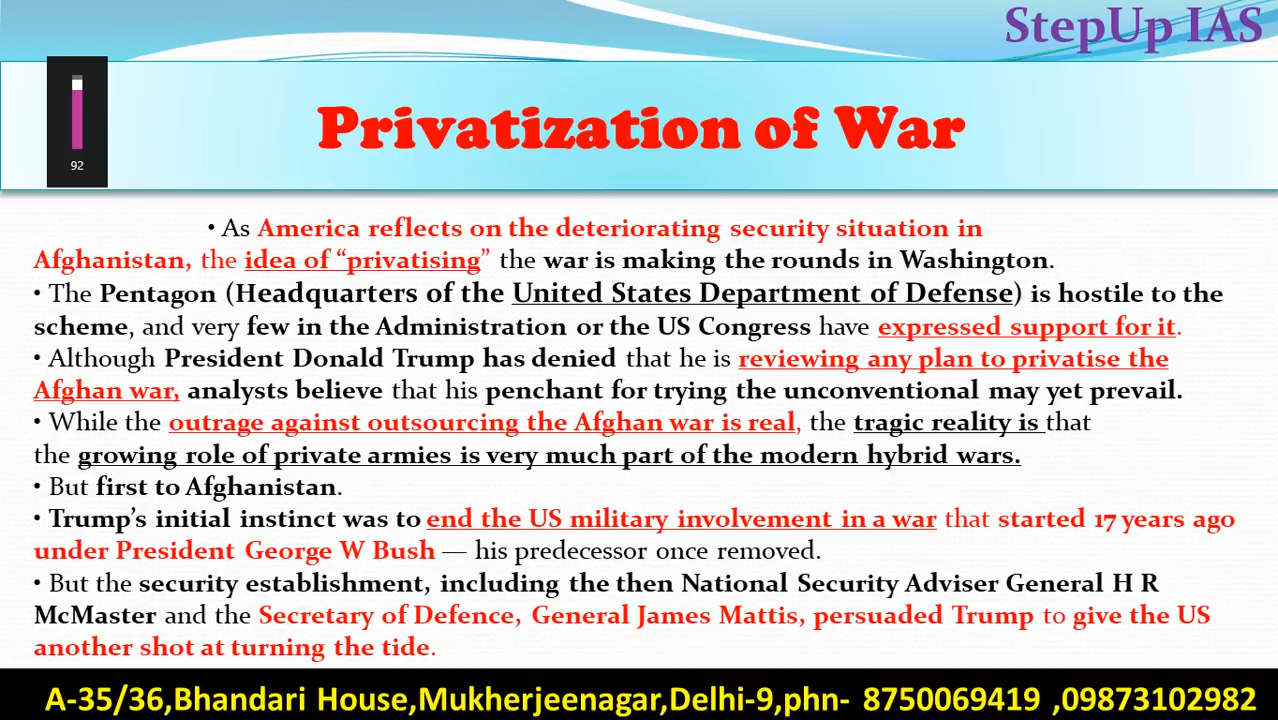 StepUp IAS
92
Privatization of War
• As America reflects on the deteriorating security situation in
Afghanistan, the idea of “privatising” the war is making the rounds in Washington.
• The Pentagon (Headquarters of the United States Department of Defense) is hostile to the
scheme, and very few in the Administration or the US Congress have expressed support for it.
• Although President Donald Trump has denied that he is reviewing any plan to privatise the
Afghan war, analysts believe that his penchant for trying the unconventional may yet prevail.
• While the outrage against outsourcing the Afghan war is real, the tragic reality is that
the growing role of private armies is very much part of the modern hybrid wars.
• But first to Afghanistan.
• Trump’s initial instinct was to end the US military involvement in a war that started 17 years ago
under President George W Bush — his predecessor once removed.
• But the security establishment, including the then National Security Adviser General H R
McMaster and the Secretary of Defence, General James Mattis, persuaded Trump to give the US
another shot at turning the tide.
A-35/36,Bhandari House,Mukherjeenagar,Delhi-9,phn- 8750069419 ,09873102982